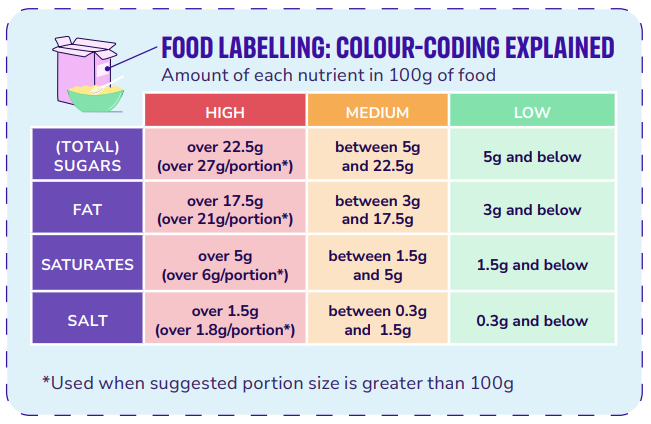 FOOD LABELLING: COLOUR-CODING EXPLAINED
Amount of each nutrient in 100g of food
HIGH MEDIUM LOW
(TOTAL)
SUGARS
over 22.5g
(over 27g/portion*)
between 5g
and 22.5g
5g and below
FAT
over 17.5g
(over 21g/portion*)
between 3g
and 17.5g
3g and below
SATURATES
over 5g
(over 6g/portion*)
between 1.5g
and 5g
1.5g and below
SALT
over 1.5g
(over 1.8g/portion*)
between 0.3g
and 1.5g
0.3g and below
*Used when suggested portion size is greater than 100g